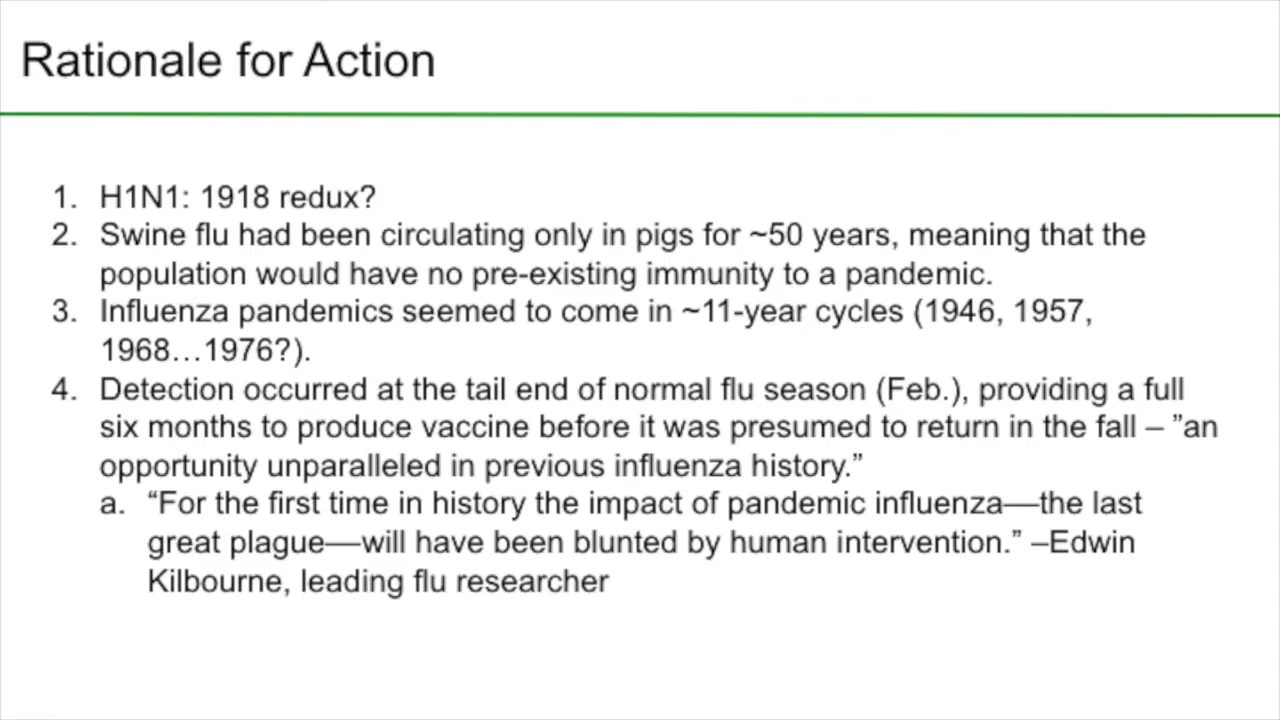 Rationale for Action
1. H1N1: 1918 redux?
2. Swine flu had been circulating only in pigs for ~50 years, meaning that the
population would have no pre-existing immunity to a pandemic.
3. Influenza pandemics seemed to come in ~11-year cycles (1946, 1957,
1968…1976?).
4. Detection occurred at the tail end of normal flu season (Feb.), providing a full
six months to produce vaccine before it was presumed to return in the fall – ”an
opportunity unparalleled in previous influenza history.”
a. “For the first time in history the impact of pandemic influenza—the last
great plague—will have been blunted by human intervention.” –Edwin
Kilbourne, leading flu researcher